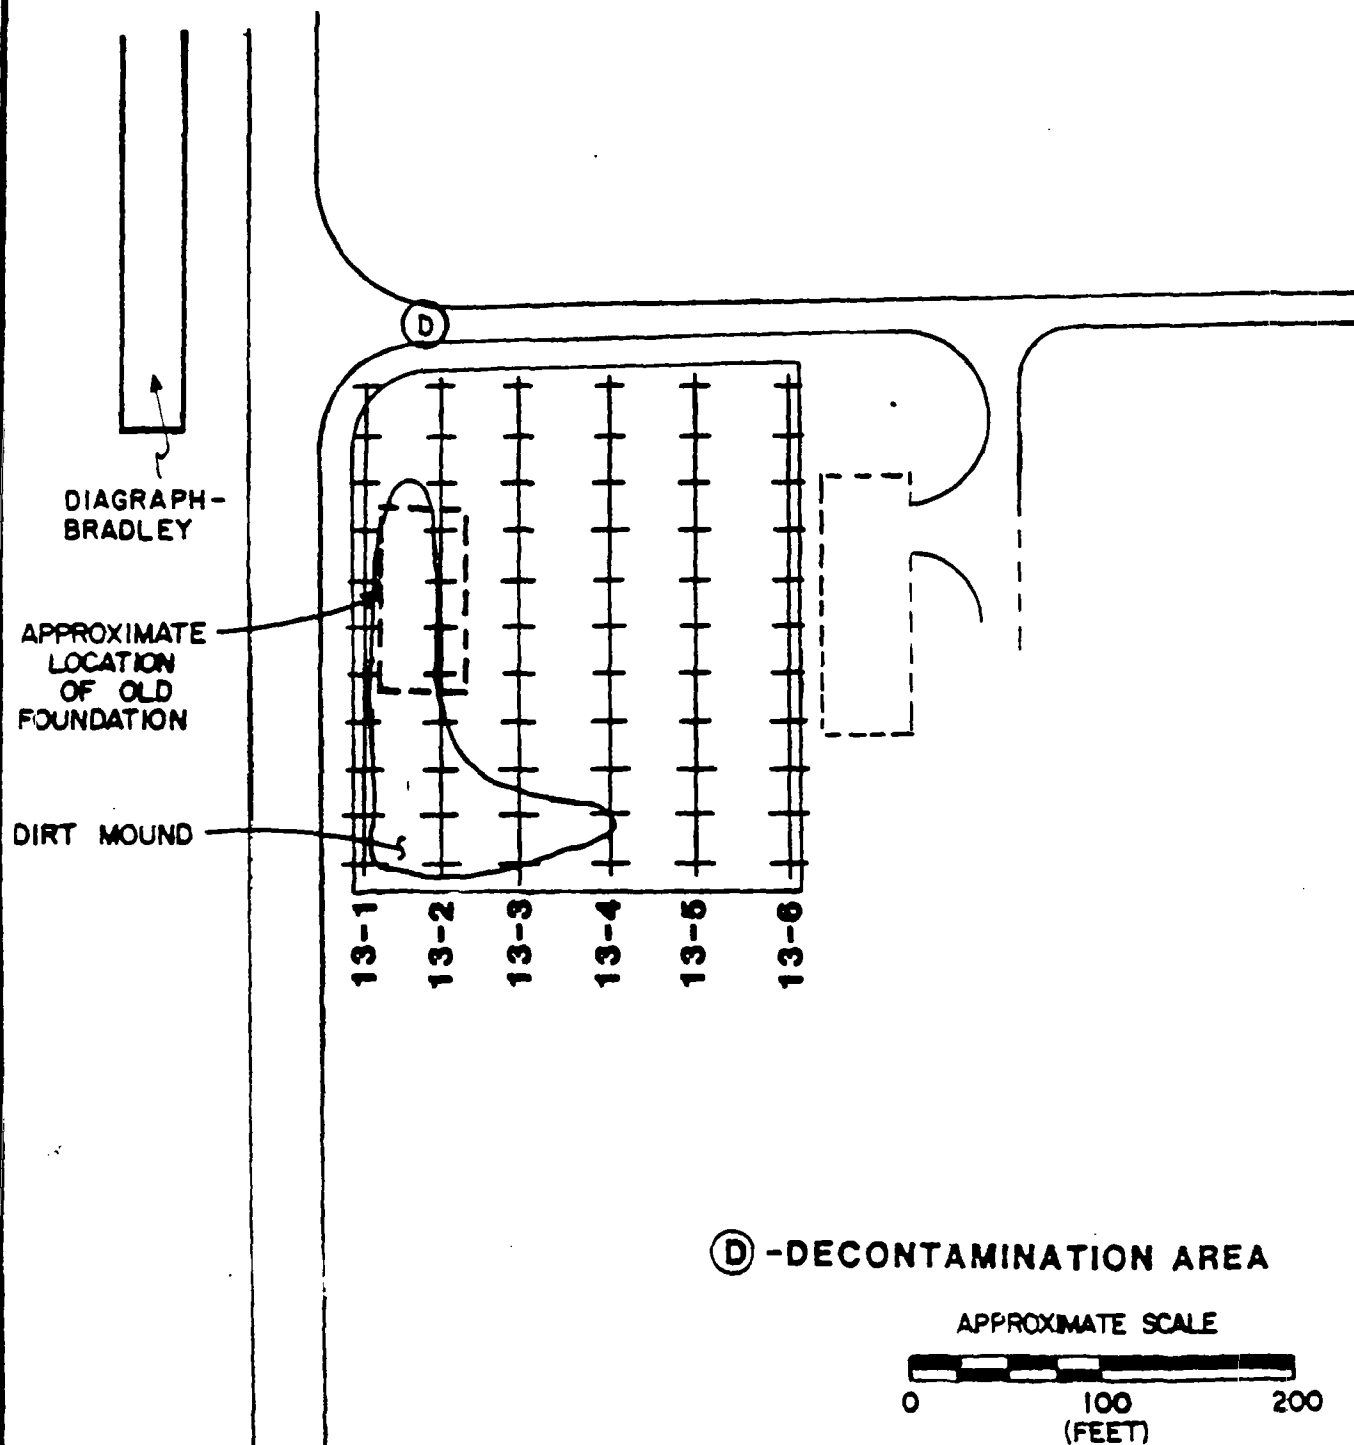 D
DIAGRAPH-
BRADLEY
APPROXIMATE
LOCATION
OF OLD
FOUNDATION
DIRT MOUND
13-1
13-2
13-3
13-4
13-5
13-6
D -DECONTAMINATION AREA
APPROXIMATE SCALE
0 100 200
(FEET)